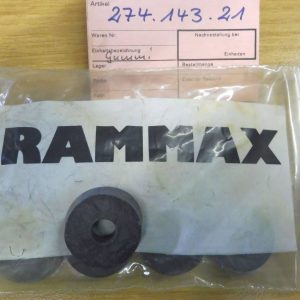 Artikel
274.143.21
Waren Nr.
Nachbestellung bei
Einheitsbezeichnung
Gummi
Einheiten
Lager
Bestellmenge
RAMMAX